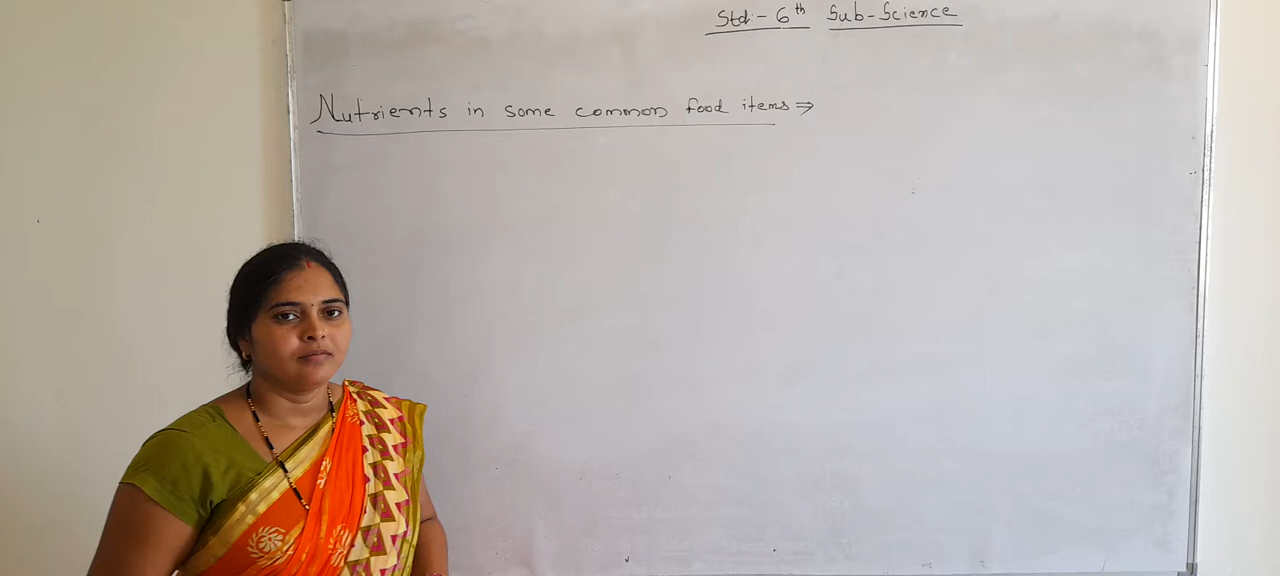 Std:- 6th Sub-Science
Nutrients in some common food items ⇒